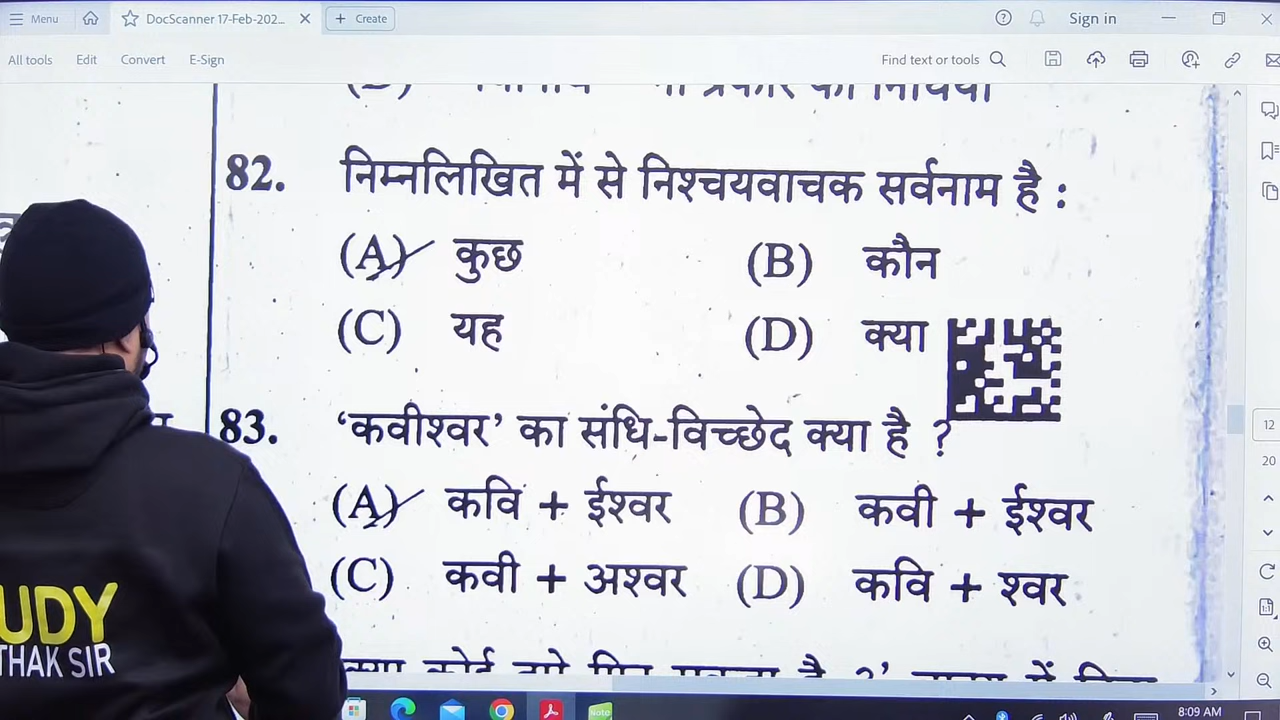 Menu
DocScanner 17-Feb-202...
Create
Sign in
All tools Edit Convert E-Sign
Find text or tools
82. निम्नलिखित में से निश्चयवाचक सर्वनाम है :
(A) कुछ (B) कौन
(C) यह (D) क्या
83. ‘कवीश्वर’ का संधि-विच्छेद क्या है ?
(A) कवि + ईश्वर (B) कवी + ईश्वर
(C) कवी + अश्वर (D) कवि + श्वर
12
20
UDY
THAK SIR
8:09 AM